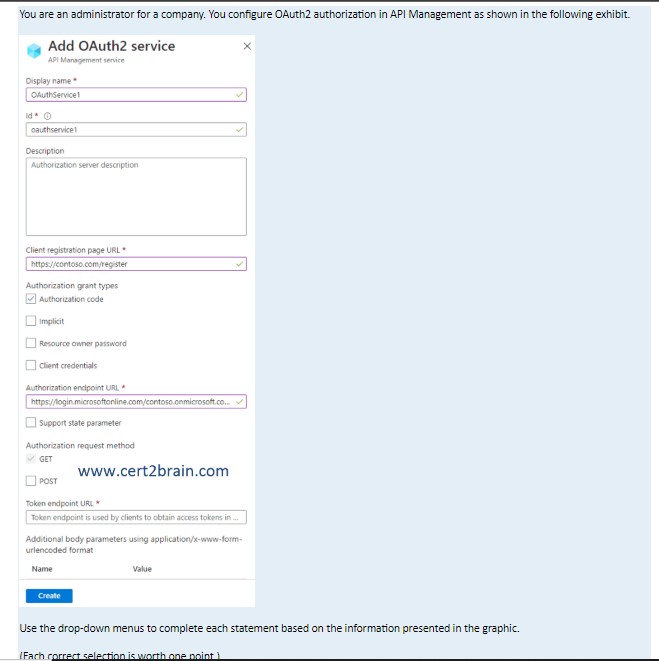 You are an administrator for a company. You configure OAuth2 authorization in API Management as shown in the following exhibit.
Add OAuth2 service
API Management service
Display name *
OAuthService1
Id *
oauthservice1
Description
Authorization server description
Client registration page URL *
https://contoso.com/register
Authorization grant types
Authorization code
Implicit
Resource owner password
Client credentials
Authorization endpoint URL *
https://login.microsoftonline.com/contoso.onmicrosoft.co...
Support state parameter
Authorization request method
GET
www.cert2brain.com
POST
Token endpoint URL *
Token endpoint is used by clients to obtain access tokens in ...
Additional body parameters using application/x-www-form-
urlencoded format
Name Value
Create
Use the drop-down menus to complete each statement based on the information presented in the graphic.
(Each correct selection is worth one point.)